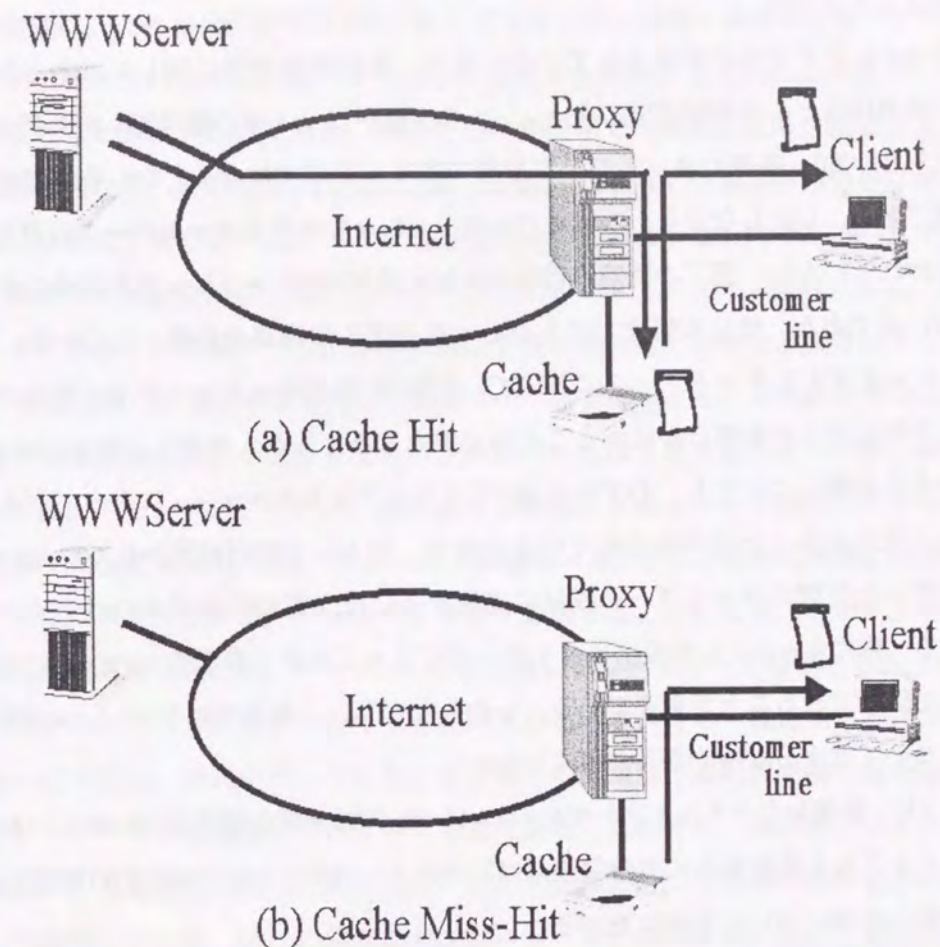 WWWServer
Proxy
Client
Internet
Customer
line
Cache
(a) Cache Hit
WWWServer
Proxy
Client
Internet
Customer
line
Cache
(b) Cache Miss-Hit